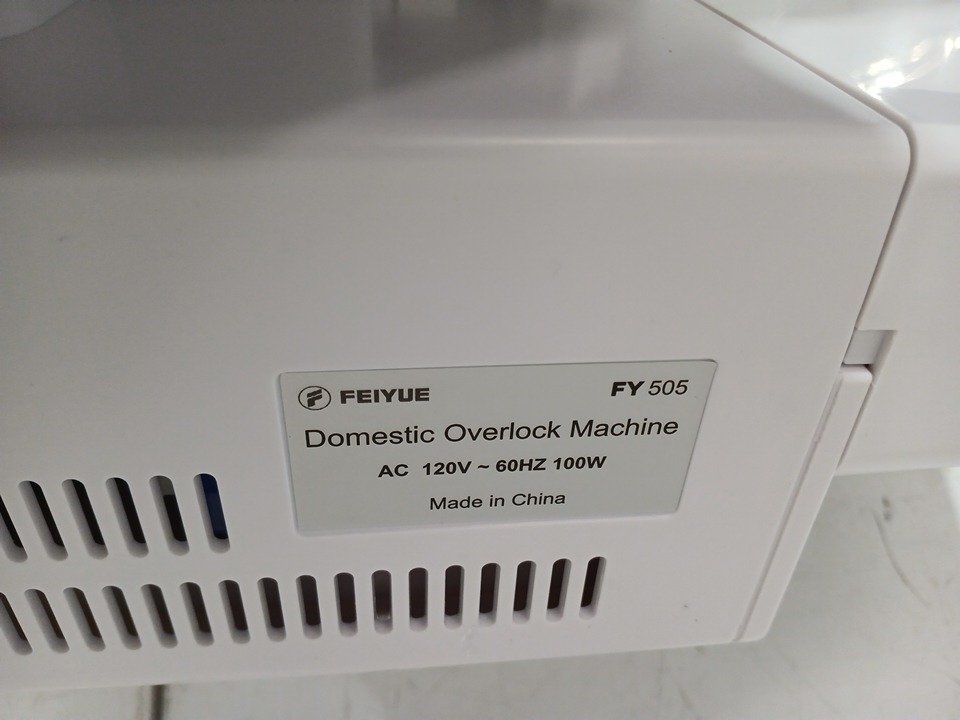 FEIYUE FY 505
Domestic Overlock Machine
AC 120V ~ 60HZ 100W
Made in China